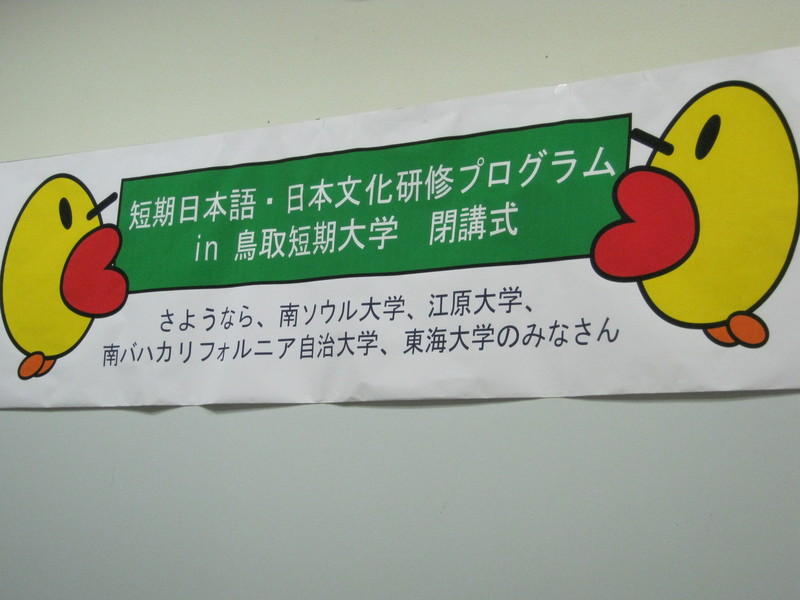 短期日本語・日本文化研修プログラム
in 鳥取短期大学　閉講式
さようなら、南ソウル大学、江原大学、
南バハカリフォルニア自治大学、東海大学のみなさん